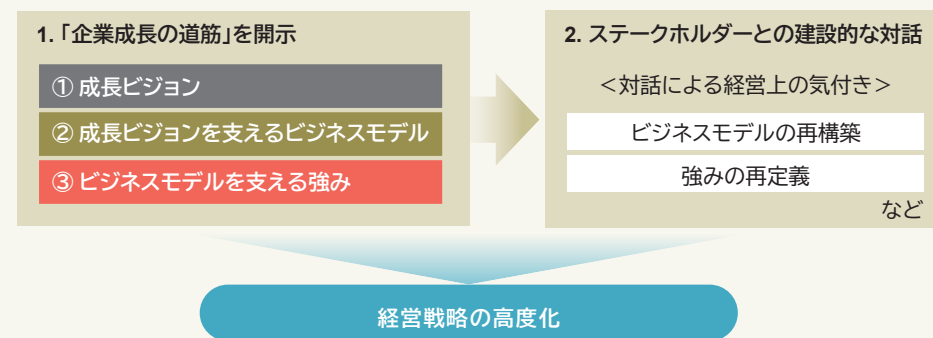 1. 「企業成長の道筋」を開示
① 成長ビジョン
② 成長ビジョンを支えるビジネスモデル
③ ビジネスモデルを支える強み
2. ステークホルダーとの建設的な対話
＜対話による経営上の気付き＞
ビジネスモデルの再構築
強みの再定義
など
経営戦略の高度化